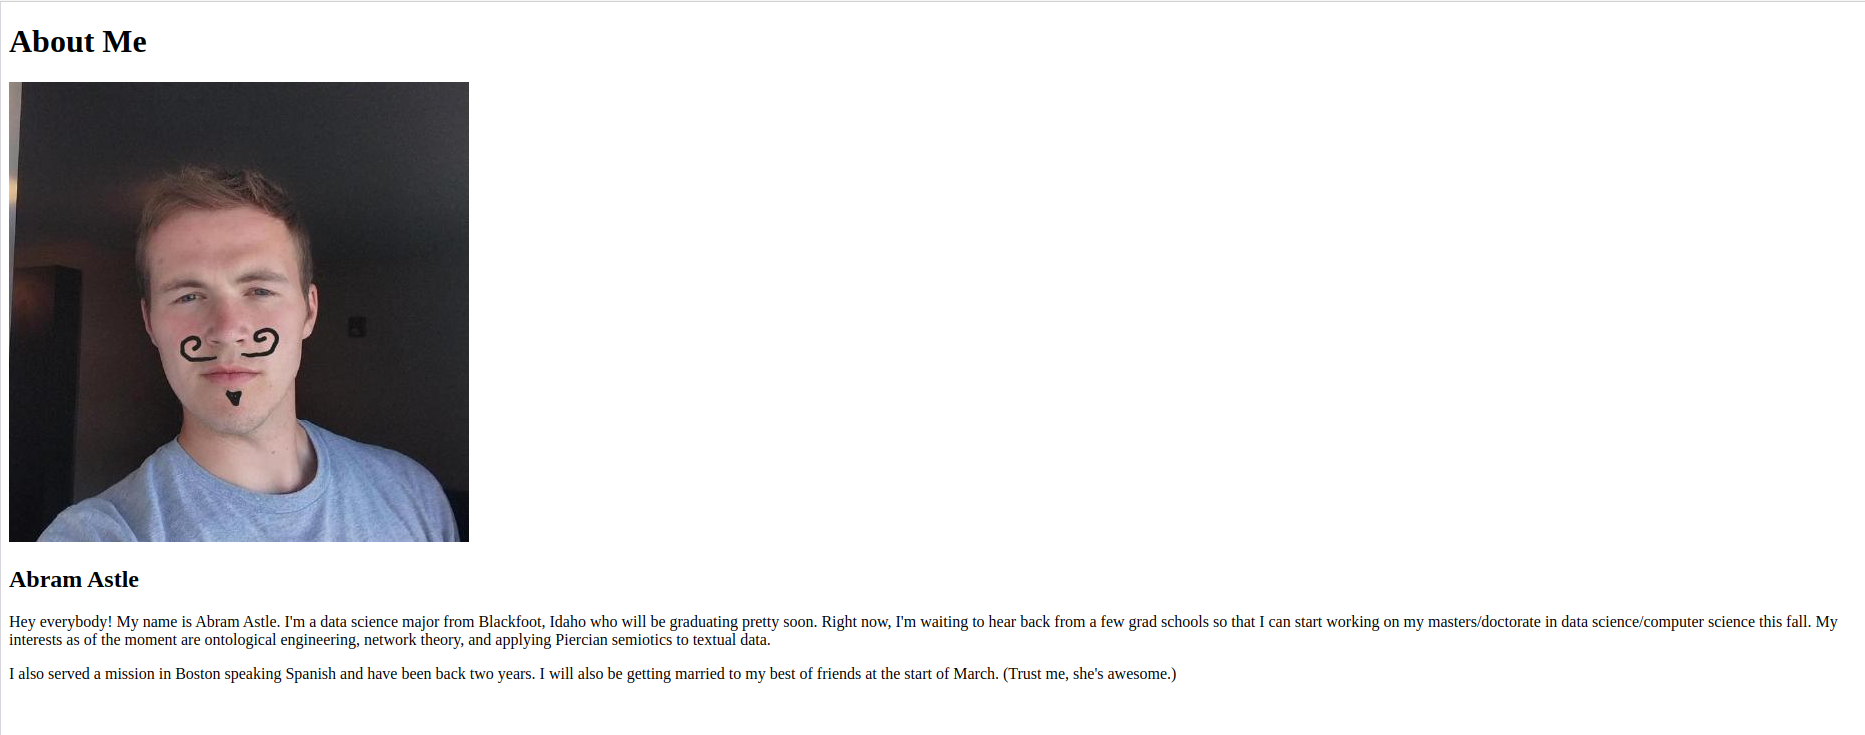 About Me
Abram Astle
Hey everybody! My name is Abram Astle. I'm a data science major from Blackfoot, Idaho who will be graduating pretty soon. Right now, I'm waiting to hear back from a few grad schools so that I can start working on my masters/doctorate in data science/computer science this fall. My
interests as of the moment are ontological engineering, network theory, and applying Piercian semiotics to textual data.
I also served a mission in Boston speaking Spanish and have been back two years. I will also be getting married to my best of friends at the start of March. (Trust me, she's awesome.)